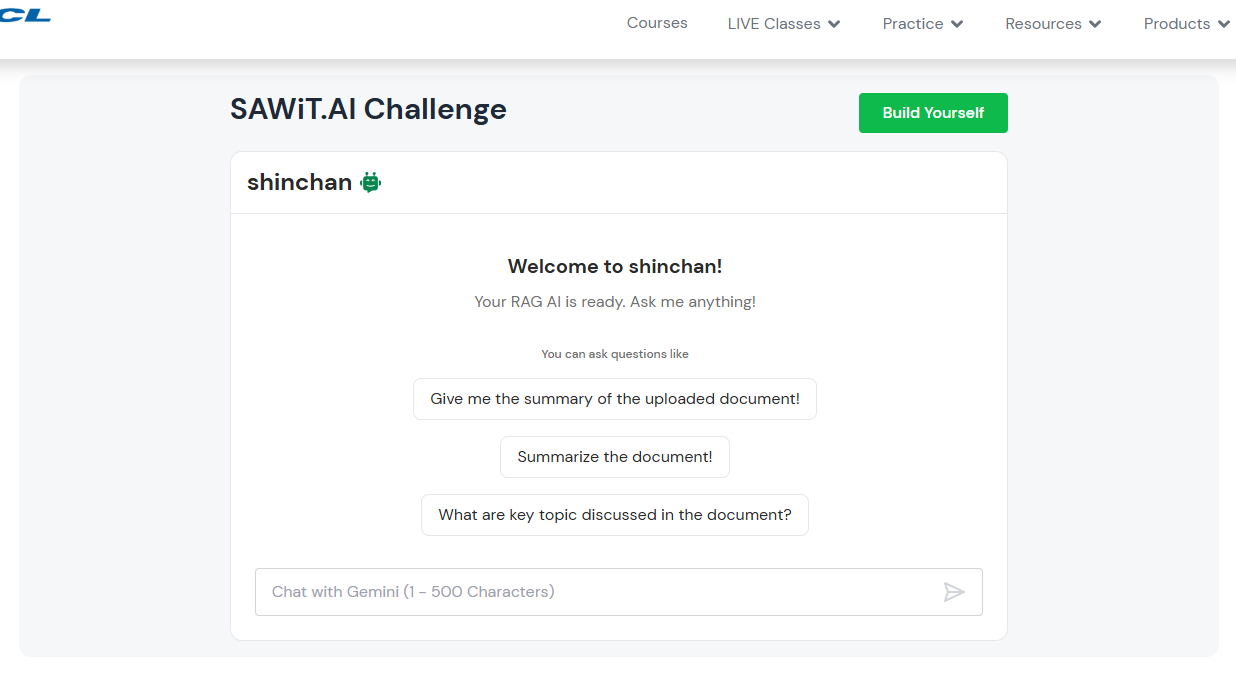 CL
Courses LIVE Classes Practice Resources Products
SAWiT.AI Challenge
Build Yourself
shinchan
Welcome to shinchan!
Your RAG AI is ready. Ask me anything!
You can ask questions like
Give me the summary of the uploaded document!
Summarize the document!
What are key topic discussed in the document?
Chat with Gemini (1 - 500 Characters)